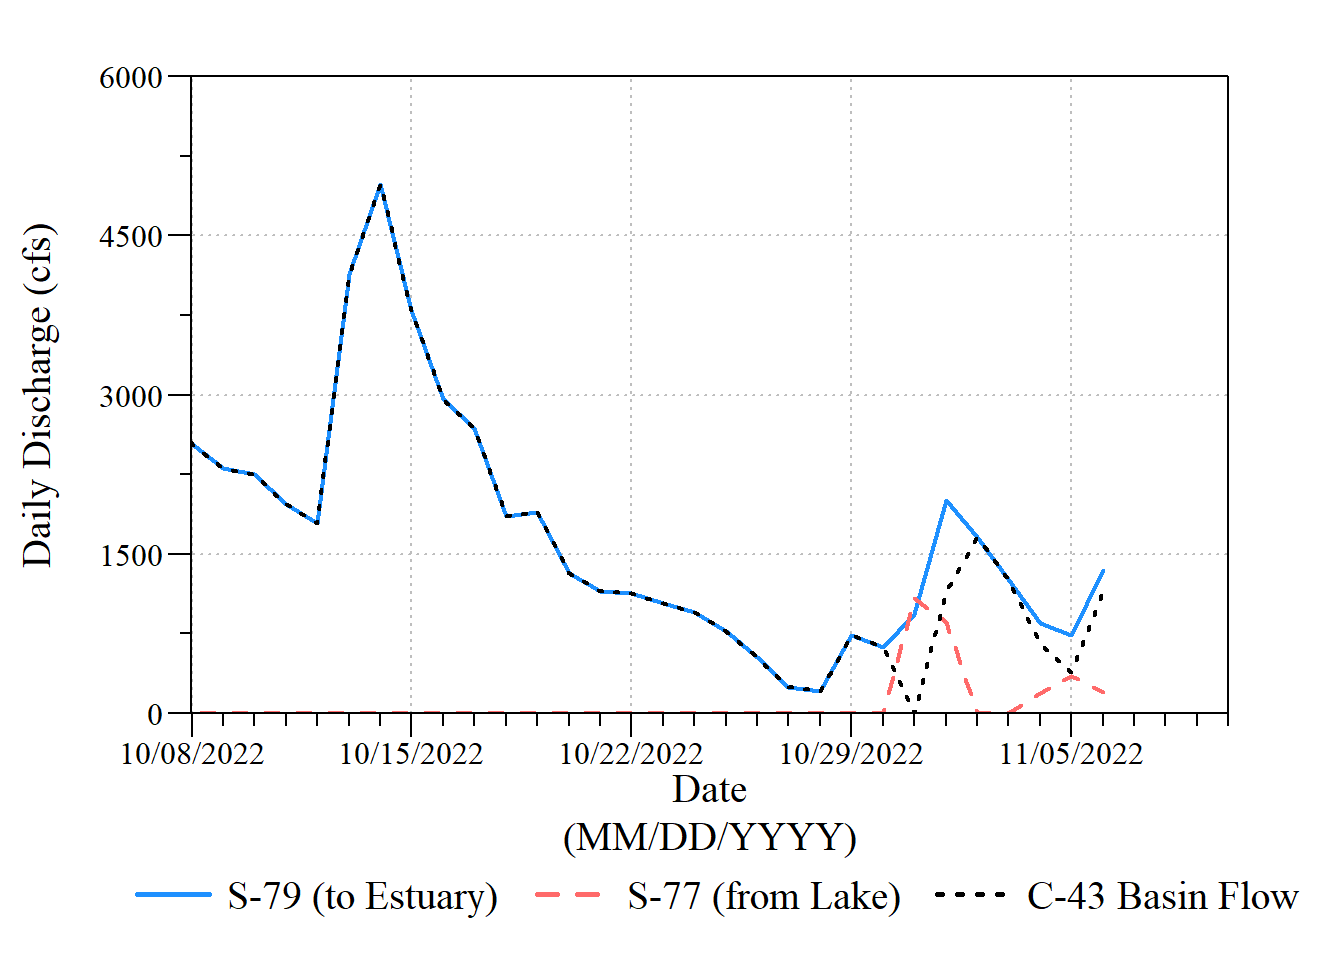 6000
4500
3000
1500
0
Daily Discharge (cfs)
10/08/2022 10/15/2022 10/22/2022 10/29/2022 11/05/2022
Date
(MM/DD/YYYY)
S-79 (to Estuary) S-77 (from Lake) C-43 Basin Flow